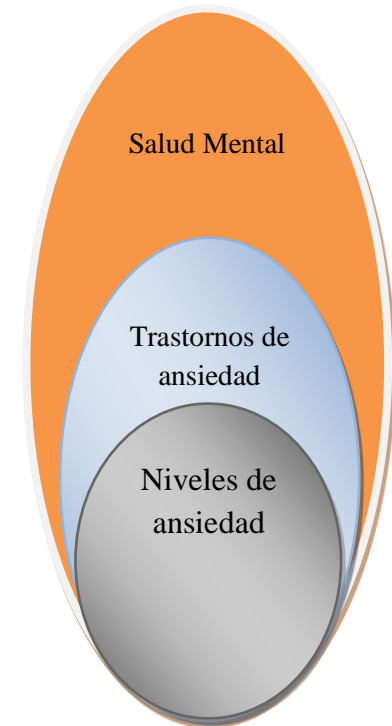 Salud Mental
Trastornos de
ansiedad
Niveles de
ansiedad